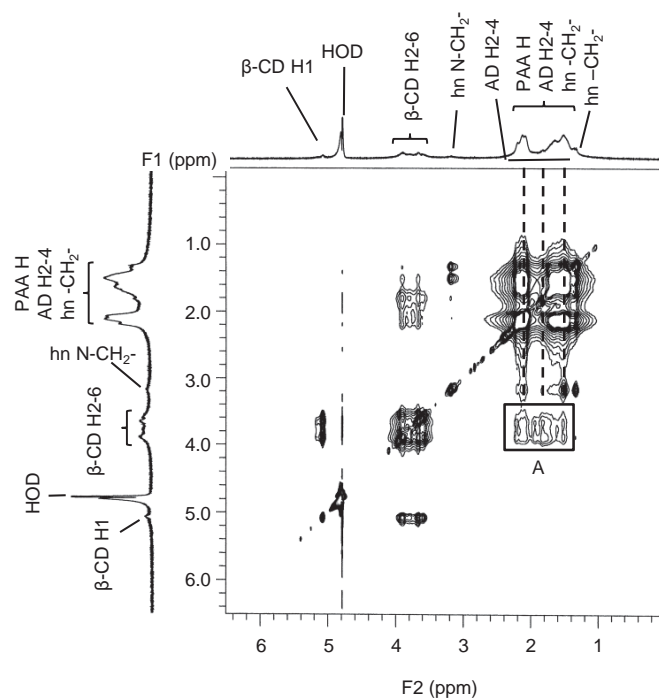 β-CD H1
HOD
β-CD H2-6
hn N-CH₂-
AD H2-4
PAA H
AD H2-4
hn -CH₂-
hn –CH₂-
F1 (ppm)
PAA H
AD H2-4
hn -CH₂-
hn N-CH₂-
β-CD H2-6
HOD
β-CD H1
1.0
2.0
3.0
4.0
5.0
6.0
A
6
5
4
3
2
1
F2 (ppm)